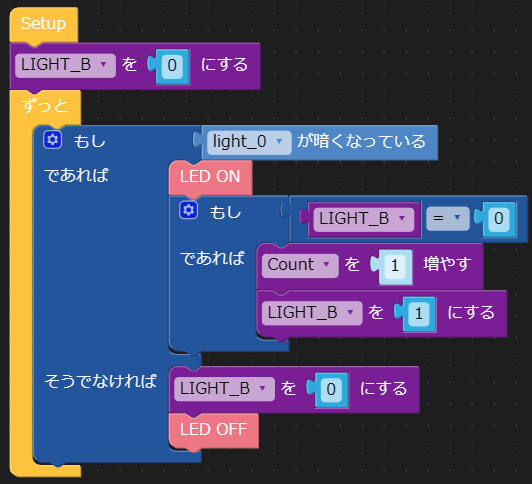 Setup
LIGHT_B を 0 にする
ずっと
もし light_0 が暗くなっている
であれば LED ON
もし LIGHT_B = 0
であれば Count を 1 増やす
LIGHT_B を 1 にする
そうでなければ LIGHT_B を 0 にする
LED OFF